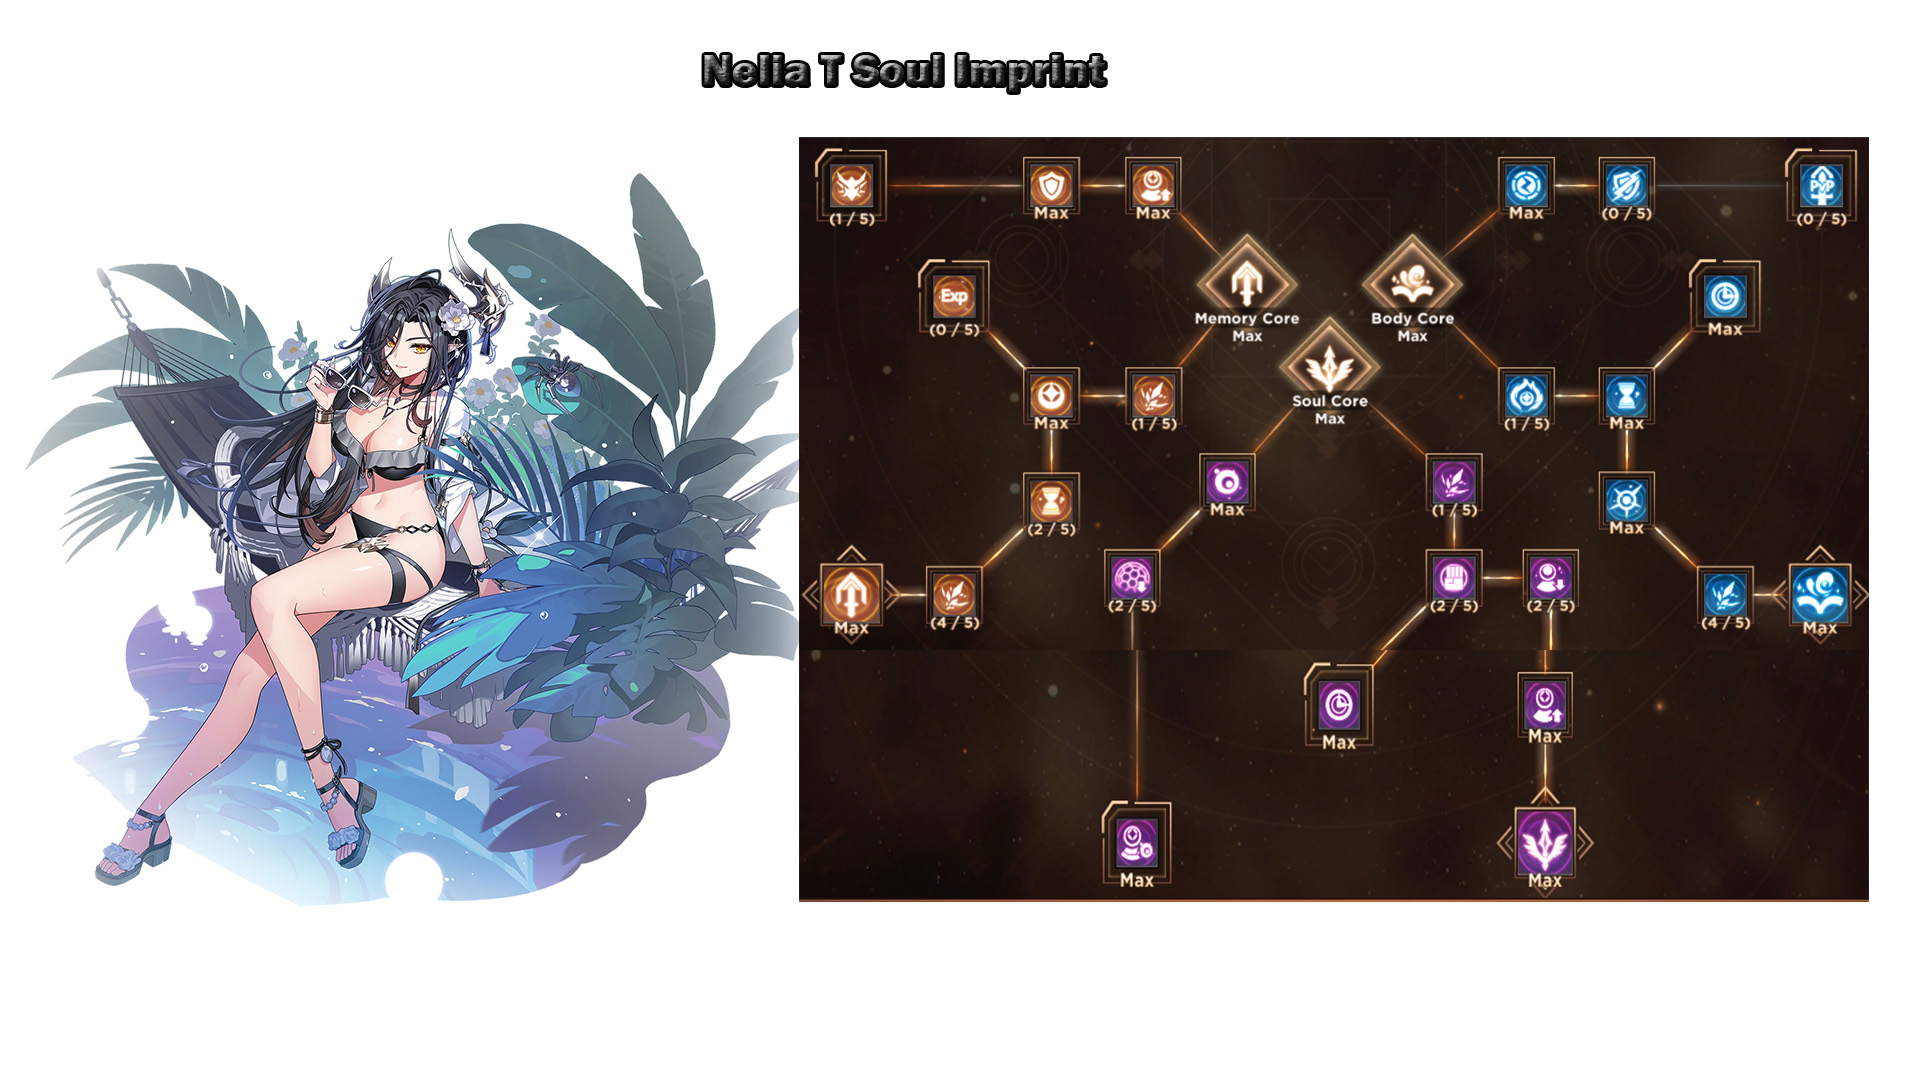 Nelia T Soul Imprint
(1 / 5)
Max
Max
Max
(0 / 5)
PVP
(0 / 5)
Exp
(0 / 5)
Memory Core
Max
Body Core
Max
Max
Soul Core
Max
Max
(1 / 5)
(1 / 5)
Max
(2 / 5)
Max
(1 / 5)
Max
Max
(4 / 5)
(2 / 5)
(2 / 5)
(2 / 5)
(4 / 5)
Max
Max
Max
Max
Max